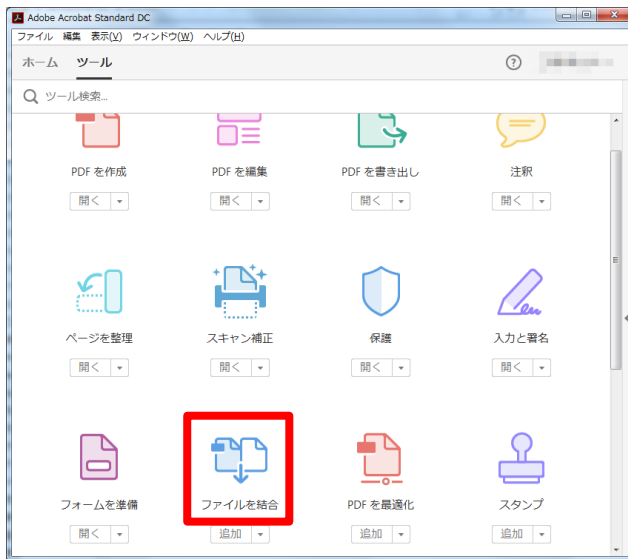 Adobe Acrobat Standard DC
ファイル 編集 表示(V) ウィンドウ(W) ヘルプ(H)
ホーム ツール
ツール検索...
PDF を作成 PDF を編集 PDF を書き出し 注釈
開く 開く 開く 開く
ページを整理 スキャン補正 保護 入力と署名
開く 開く 開く 開く
フォームを準備 ファイルを結合 PDF を最適化 スタンプ
開く 追加 追加 追加